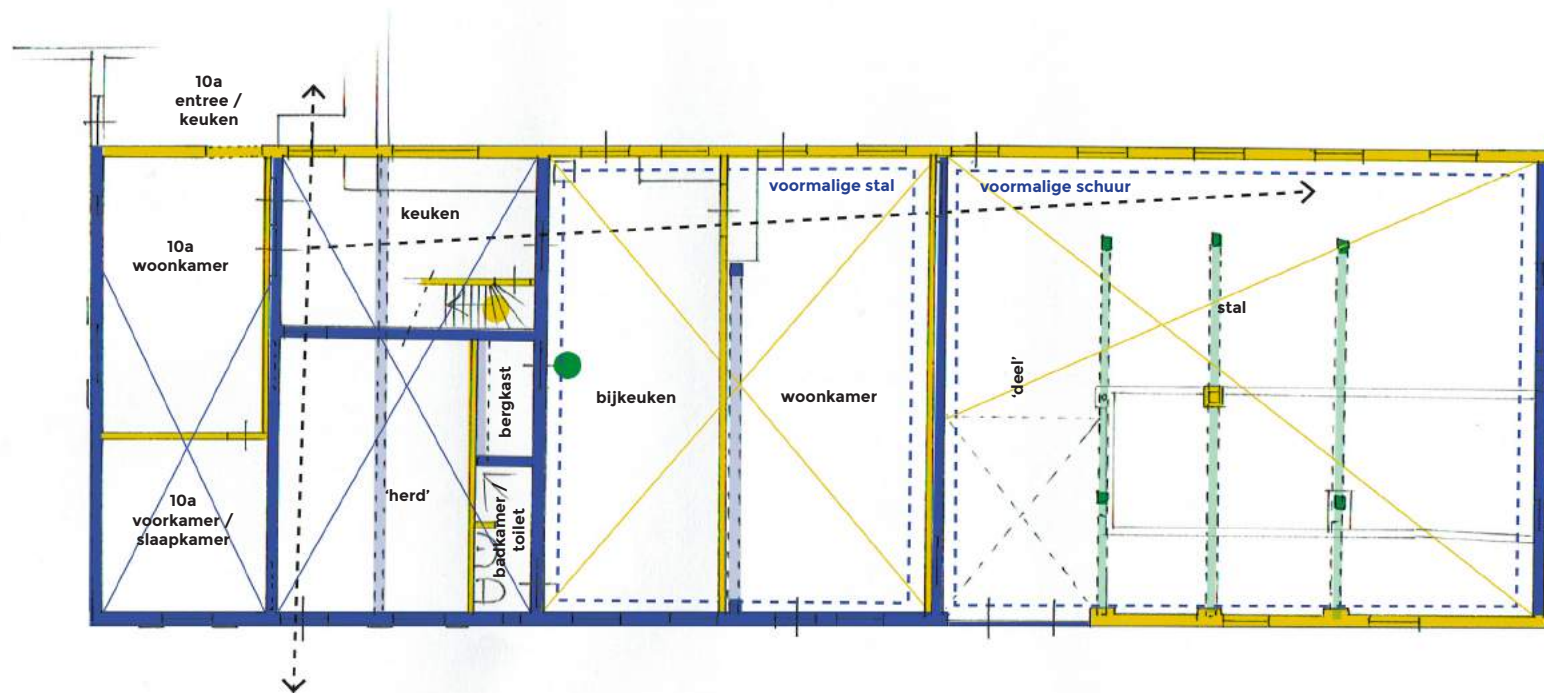 10a
entree /
keuken
voormalige stal
voormalige schuur
keuken
10a
woonkamer
stal
'deel'
bergkast
bijkeuken
woonkamer
'herd'
10a
voorkamer /
slaapkamer
badkamer /
toilet